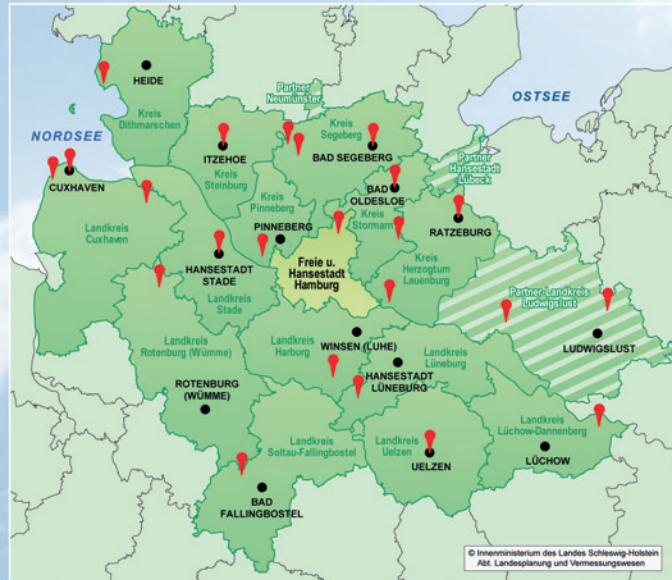 HEIDE
Kreis
Dithmarschen
NORDSEE
OSTSEE
Partner
Neumünster
Kreis
Segeberg
ITZEHOE
BAD SEGEBERG
Kreis
Steinburg
Partner
Hansestadt
Lübeck
CUXHAVEN
BAD
OLDESLOE
Kreis
Pinneberg
Kreis
Stormarn
PINNEBERG
RATZEBURG
Landkreis
Cuxhaven
HANSESTADT
STADE
Freie u.
Hansestadt
Hamburg
Kreis
Herzogtum
Lauenburg
Landkreis
Stade
Partner-Landkreis
Ludwigslust
Landkreis
Rotenburg (Wümme)
Landkreis
Harburg
WINSEN (LUHE)
Landkreis
Lüneburg
LUDWIGSLUST
HANSESTADT
LÜNEBURG
ROTENBURG
(WÜMME)
Landkreis
Soltau-Fallingbostel
Landkreis
Uelzen
UELZEN
Landkreis
Lüchow-Dannenberg
LÜCHOW
BAD
FALLINGBOSTEL
© Innenministerium des Landes Schleswig-Holstein
Abt. Landesplanung und Vermessungswesen